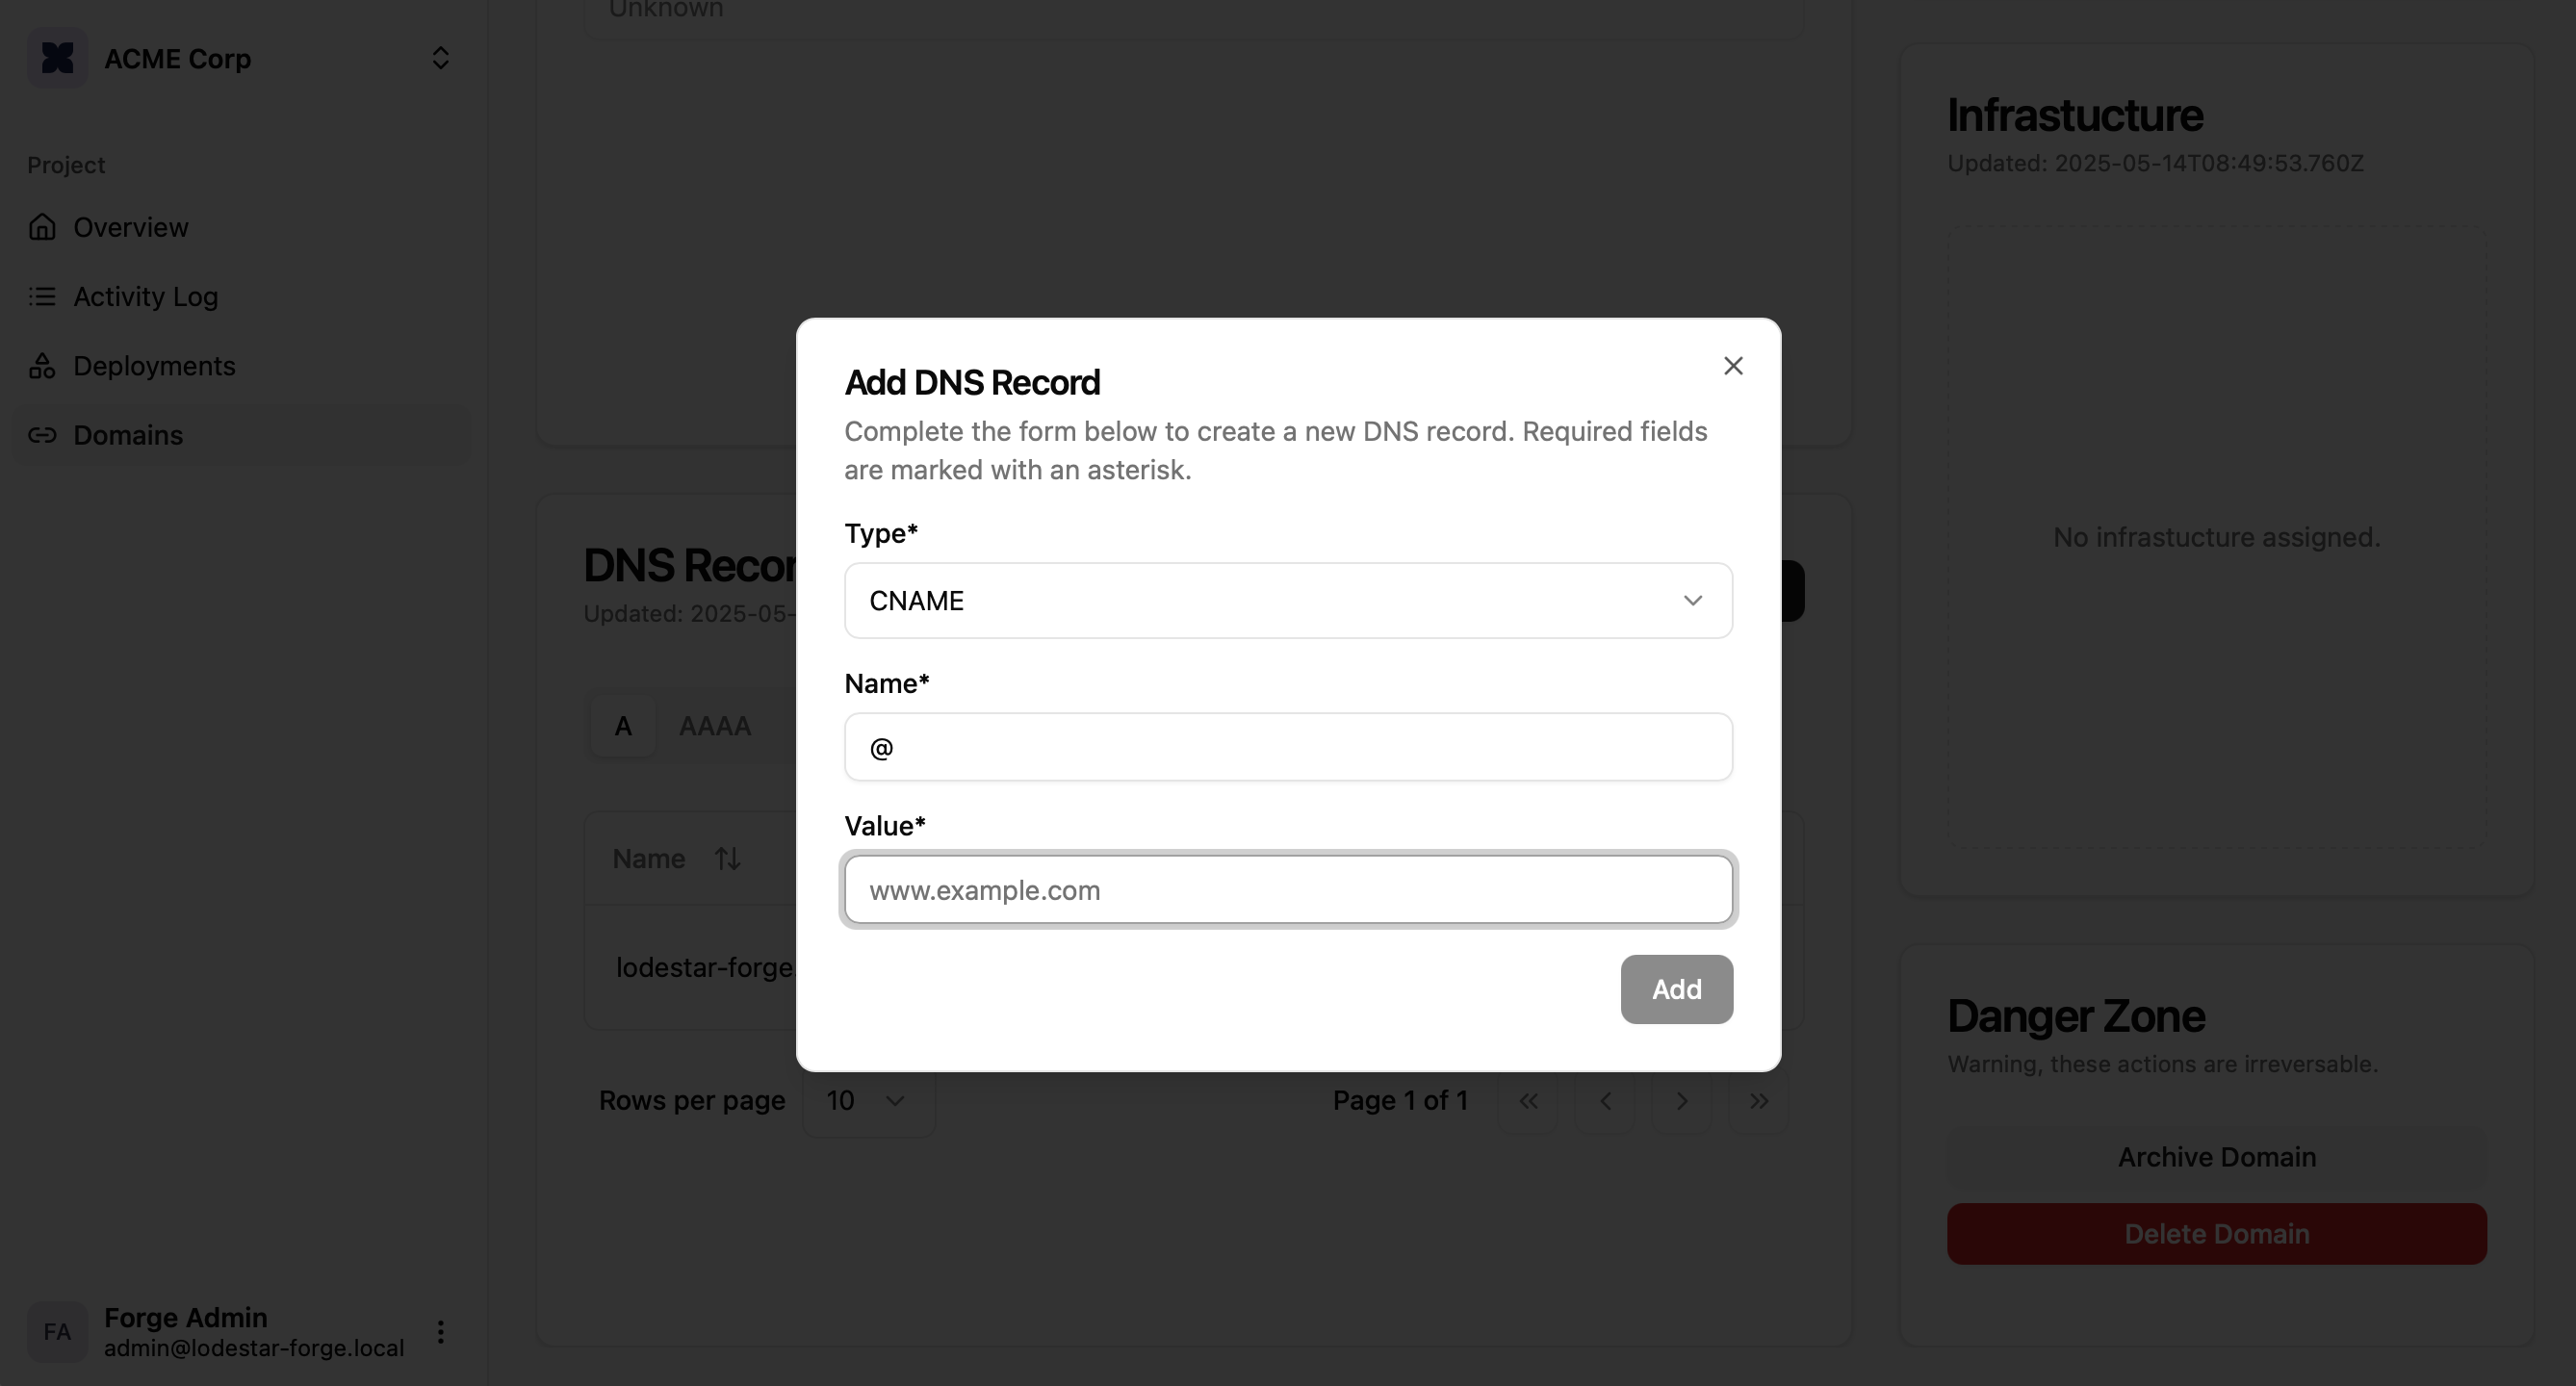 ACME Corp
Project
Overview
Activity Log
Deployments
Domains
FA
Forge Admin
admin@lodestar-forge.local
Unknown
DNS Recor
Updated: 2025-05-
A
AAAA
Name
lodestar-forge.
Rows per page
10
Page 1 of 1
Add DNS Record
Complete the form below to create a new DNS record. Required fields
are marked with an asterisk.
Type*
CNAME
Name*
@
Value*
www.example.com
Add
Infrastucture
Updated: 2025-05-14T08:49:53.760Z
No infrastucture assigned.
Danger Zone
Warning, these actions are irreversable.
Archive Domain
Delete Domain